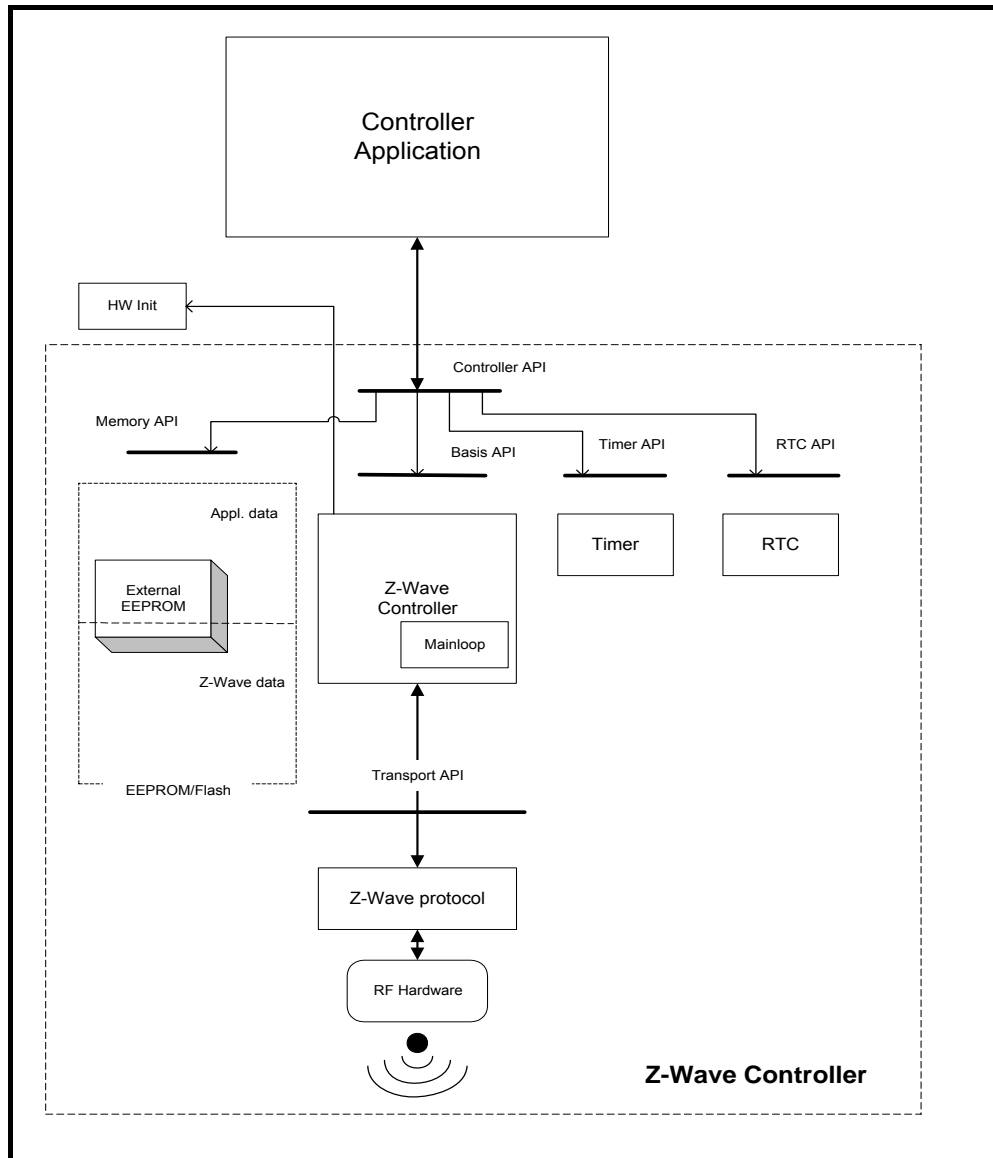 Controller
Application
HW Init
Controller API
Memory API
Basis API
Timer API
RTC API
Appl. data
External
EEPROM
Z-Wave data
EEPROM/Flash
Z-Wave
Controller
Mainloop
Timer
RTC
Transport API
Z-Wave protocol
RF Hardware
Z-Wave Controller